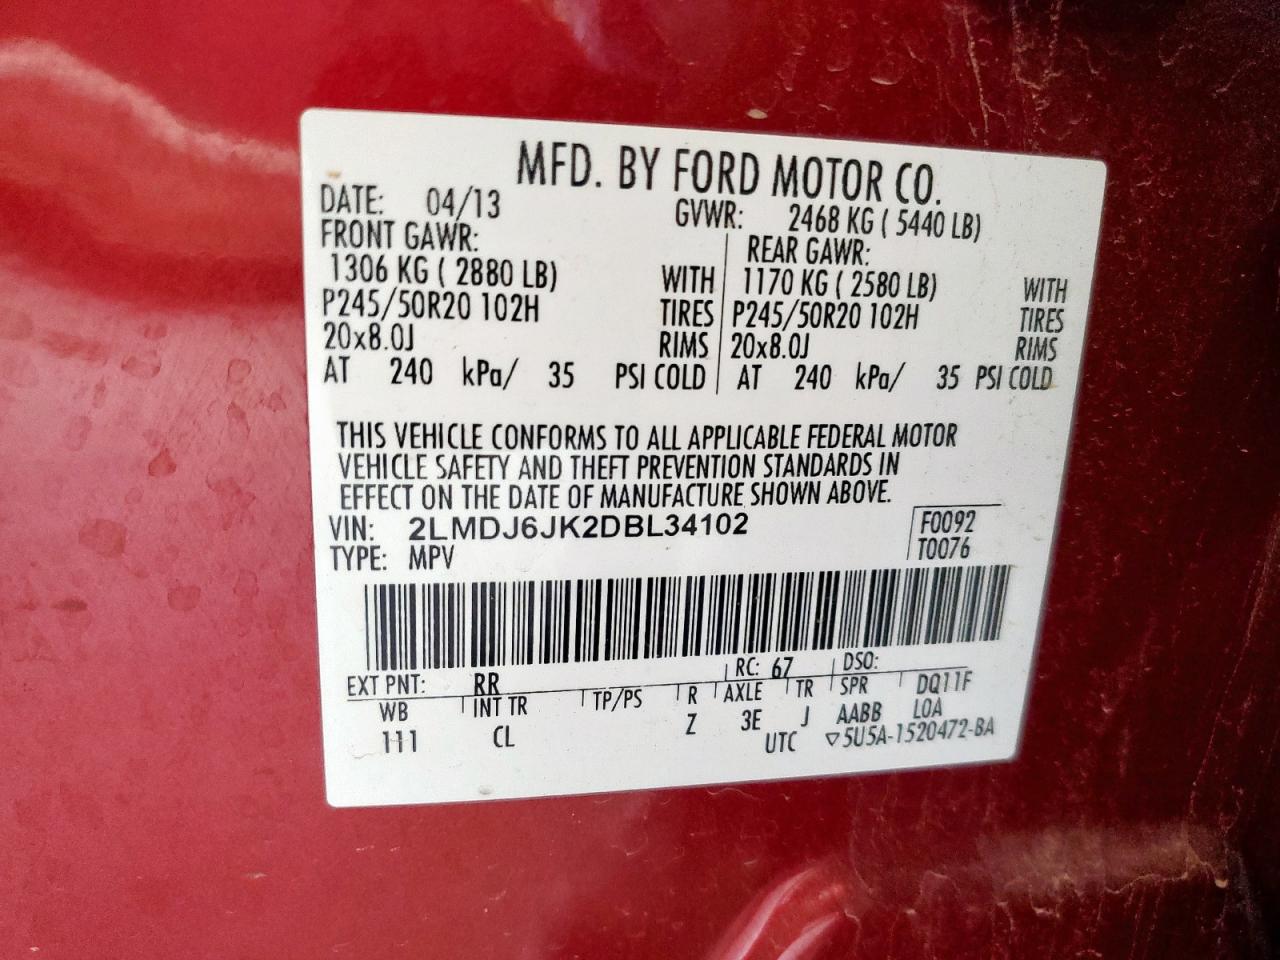 MFD. BY FORD MOTOR CO.
DATE: 04/13 GVWR: 2468 KG ( 5440 LB)
FRONT GAWR: REAR GAWR:
1306 KG ( 2880 LB) WITH 1170 KG ( 2580 LB) WITH
P245/50R20 102H TIRES P245/50R20 102H TIRES
20x8.0J RIMS 20x8.0J RIMS
AT 240 kPa/ 35 PSI COLD AT 240 kPa/ 35 PSI COLD
THIS VEHICLE CONFORMS TO ALL APPLICABLE FEDERAL MOTOR
VEHICLE SAFETY AND THEFT PREVENTION STANDARDS IN
EFFECT ON THE DATE OF MANUFACTURE SHOWN ABOVE.
VIN: 2LMDJ6JK2DBL34102 F0092
TYPE: MPV T0076
EXT PNT: RR RC: 67 DSO:
WB INT TR TP/PS R AXLE TR SPR DQ11F
111 CL Z 3E J AABB LOA
UTC ▽5U5A-1520472-BA